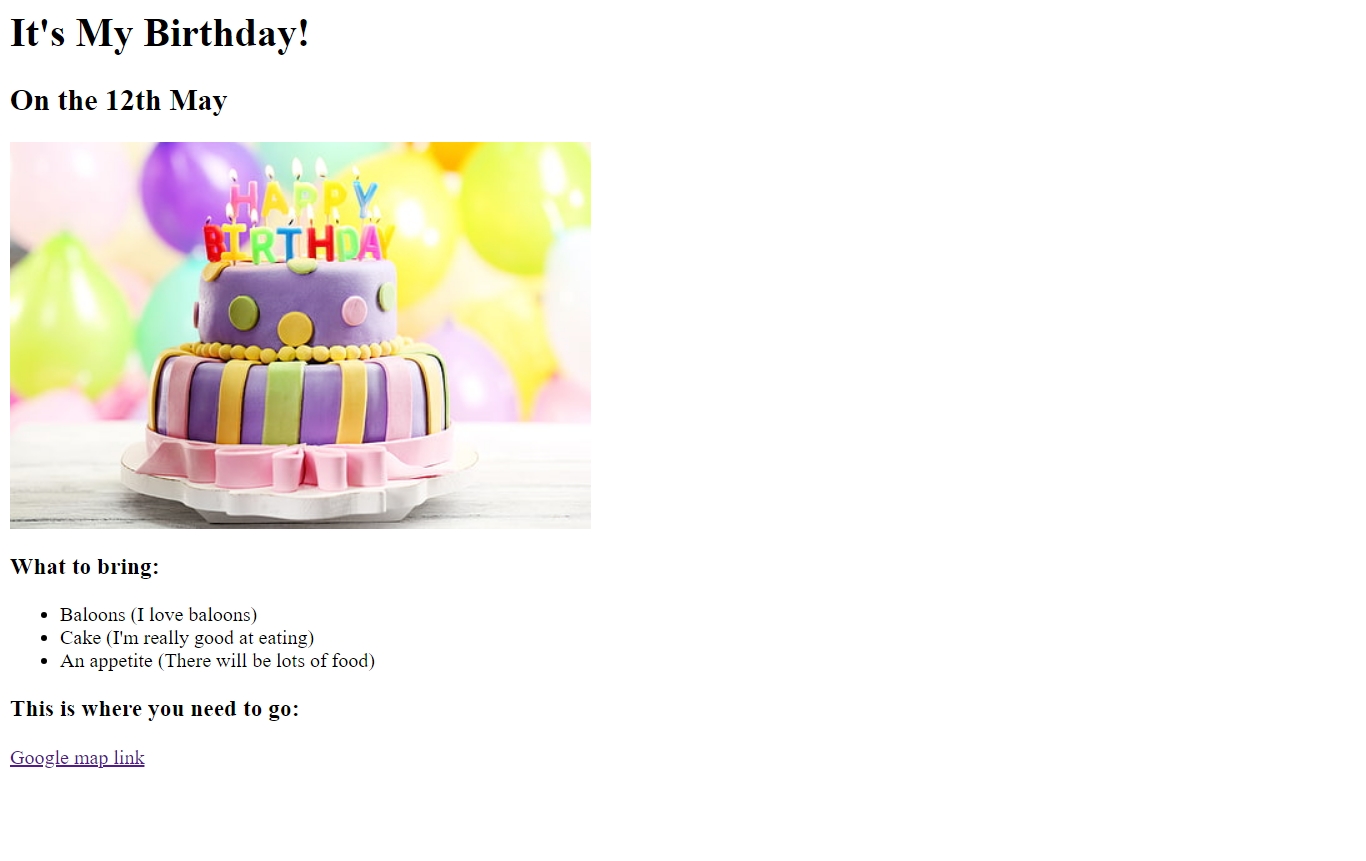 It's My Birthday!
On the 12th May
HAPPY
BIRTHDAY
What to bring:
Baloons (I love baloons)
Cake (I'm really good at eating)
An appetite (There will be lots of food)
This is where you need to go:
Google map link